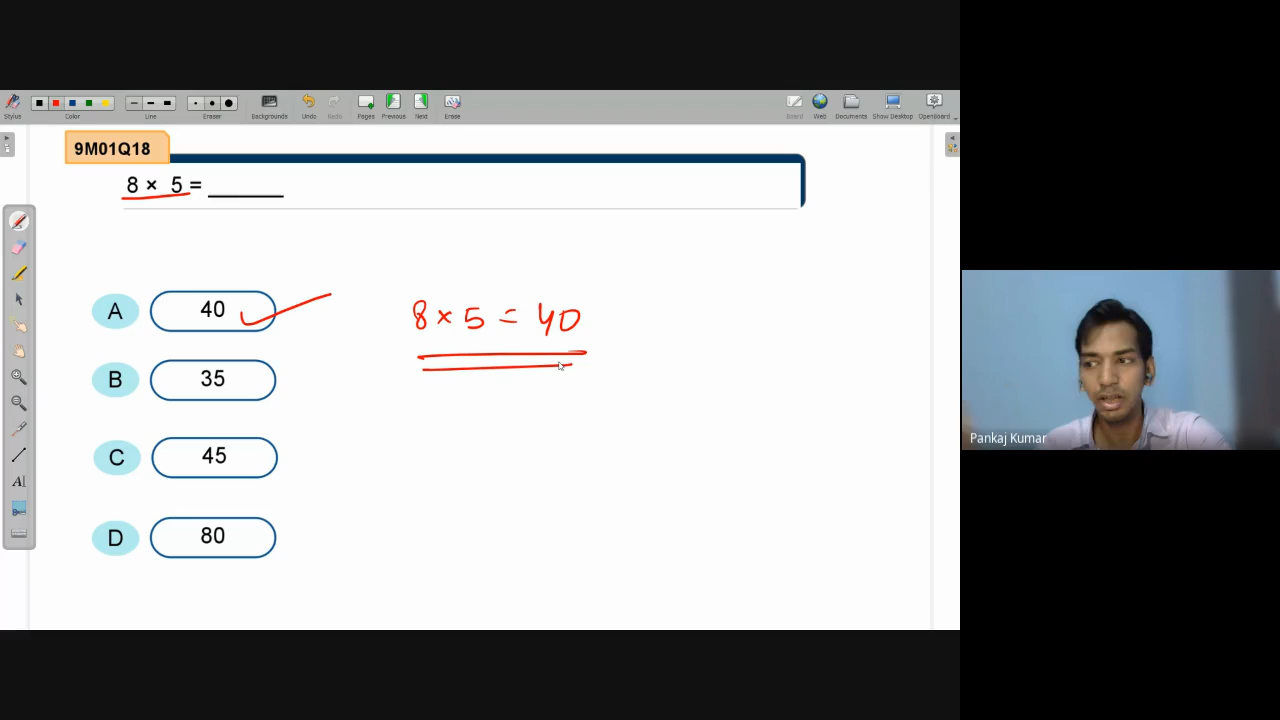 Stylus Color Line Eraser Backgrounds Undo Redo Pages Previous Next Erase Board Web Documents Show Desktop OpenBoard
9M01Q18
8 × 5 = ______
A 40
8 × 5 = 40
B 35
C 45
D 80
Pankaj Kumar